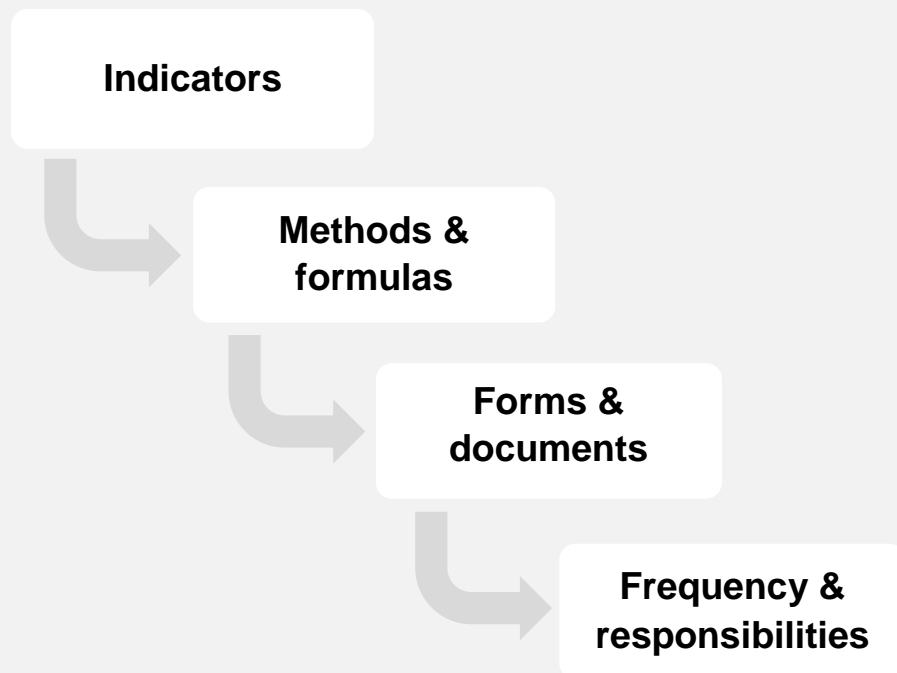 Indicators
Methods &
formulas
Forms &
documents
Frequency &
responsibilities